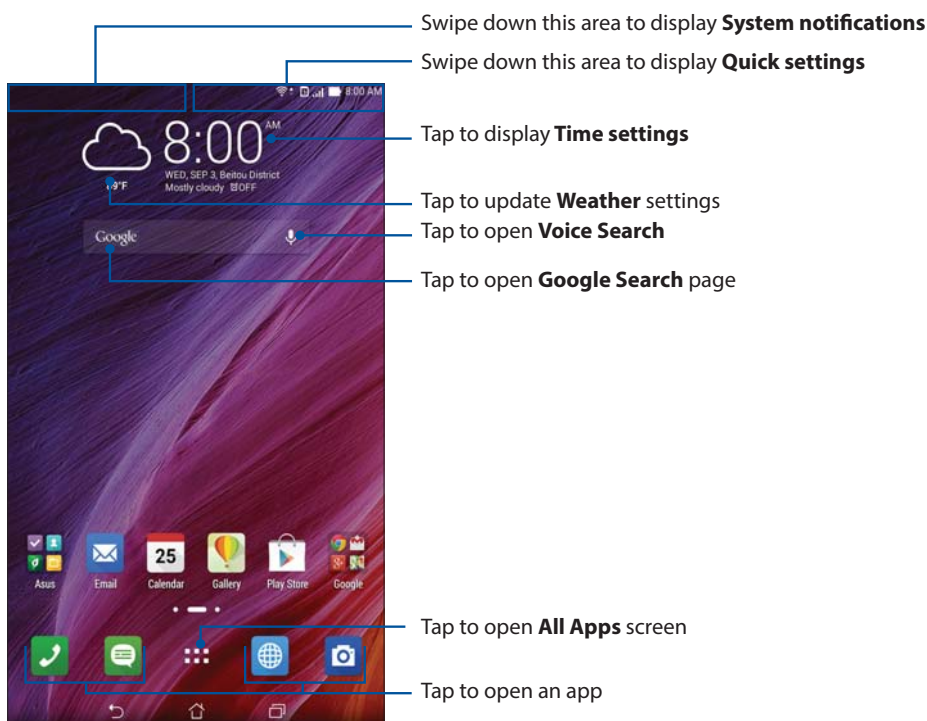 Swipe down this area to display System notifications
Swipe down this area to display Quick settings
8:00 AM
8:00 AM
Tap to display Time settings
WED, SEP 3, Beitou District
Mostly cloudy OFF
Tap to update Weather settings
Google
Tap to open Voice Search
Tap to open Google Search page
25
Asus
Email
Calendar
Gallery
Play Store
Google
Tap to open All Apps screen
Tap to open an app